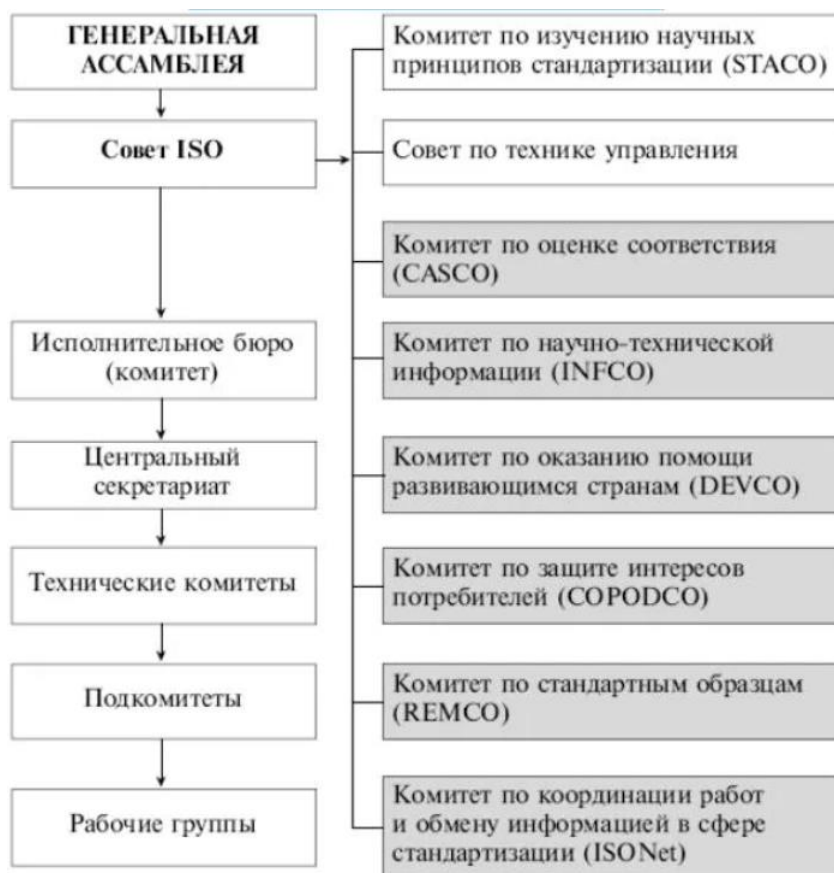 ГЕНЕРАЛЬНАЯ
АССАМБЛЕЯ
Совет ISO
Исполнительное бюро
(комитет)
Центральный
секретариат
Технические комитеты
Подкомитеты
Рабочие группы
Комитет по изучению научных
принципов стандартизации (STACO)
Совет по технике управления
Комитет по оценке соответствия
(CASCO)
Комитет по научно-технической
информации (INFCO)
Комитет по оказанию помощи
развивающимся странам (DEVCO)
Комитет по защите интересов
потребителей (COPODCO)
Комитет по стандартным образцам
(REMCO)
Комитет по координации работ
и обмену информацией в сфере
стандартизации (ISONet)